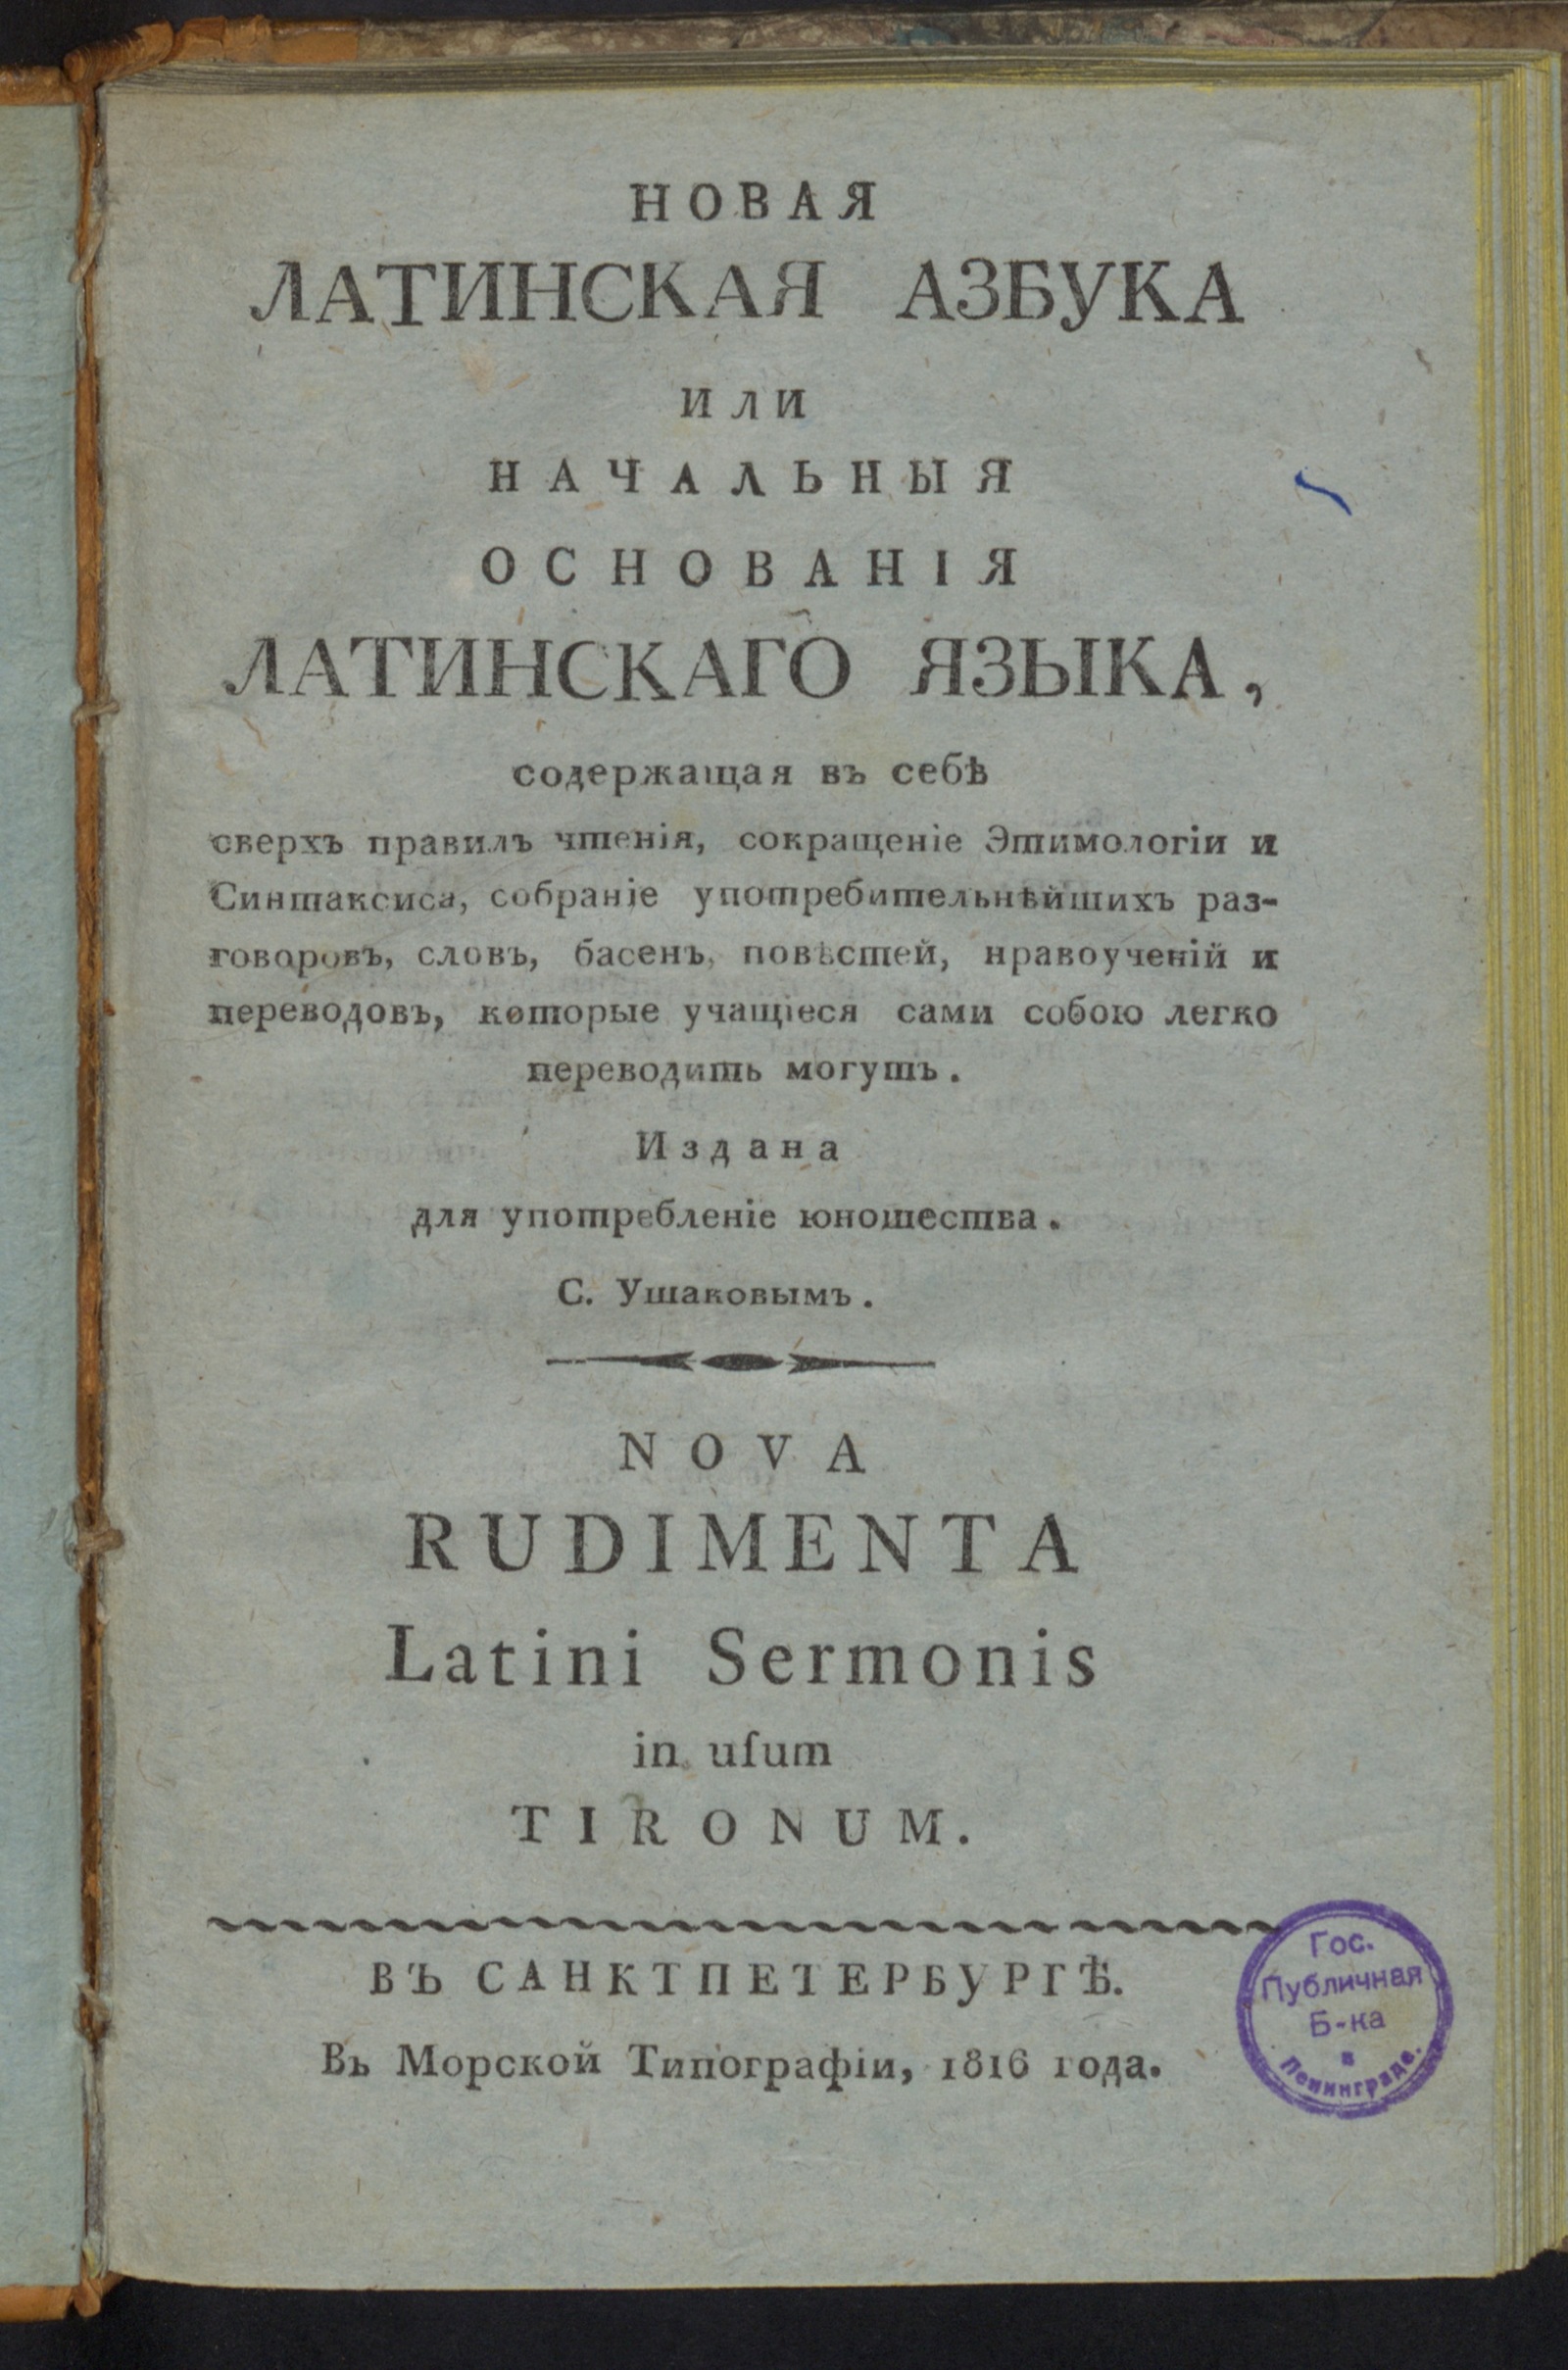 НОВАЯ
ЛАТИНСКАЯ АЗБУКА
ИЛИ
НАЧАЛЬНЫЯ
ОСНОВАНІЯ
ЛАТИНСКАГО ЯЗЫКА,
содержащая въ себѣ
сверхъ правилъ чтенія, сокращеніе Этимологіи и
Синтаксиса, собраніе употребительнѣйшихъ раз-
говоровъ, словъ, басенъ, повѣстей, нравоученій и
переводовъ, которые учащіеся сами собою легко
переводить могутъ.
Издана
для употребленіе юношества.
С. Ушаковымъ.
NOVA
RUDIMENTA
Latini Sermonis
in uſum
TIRONUM.
ВЪ САНКТПЕТЕРБУРГѢ.
Въ Морской Типографіи, 1816 года.
Гос.
Публичная
Б-ка
в
Ленинграде.